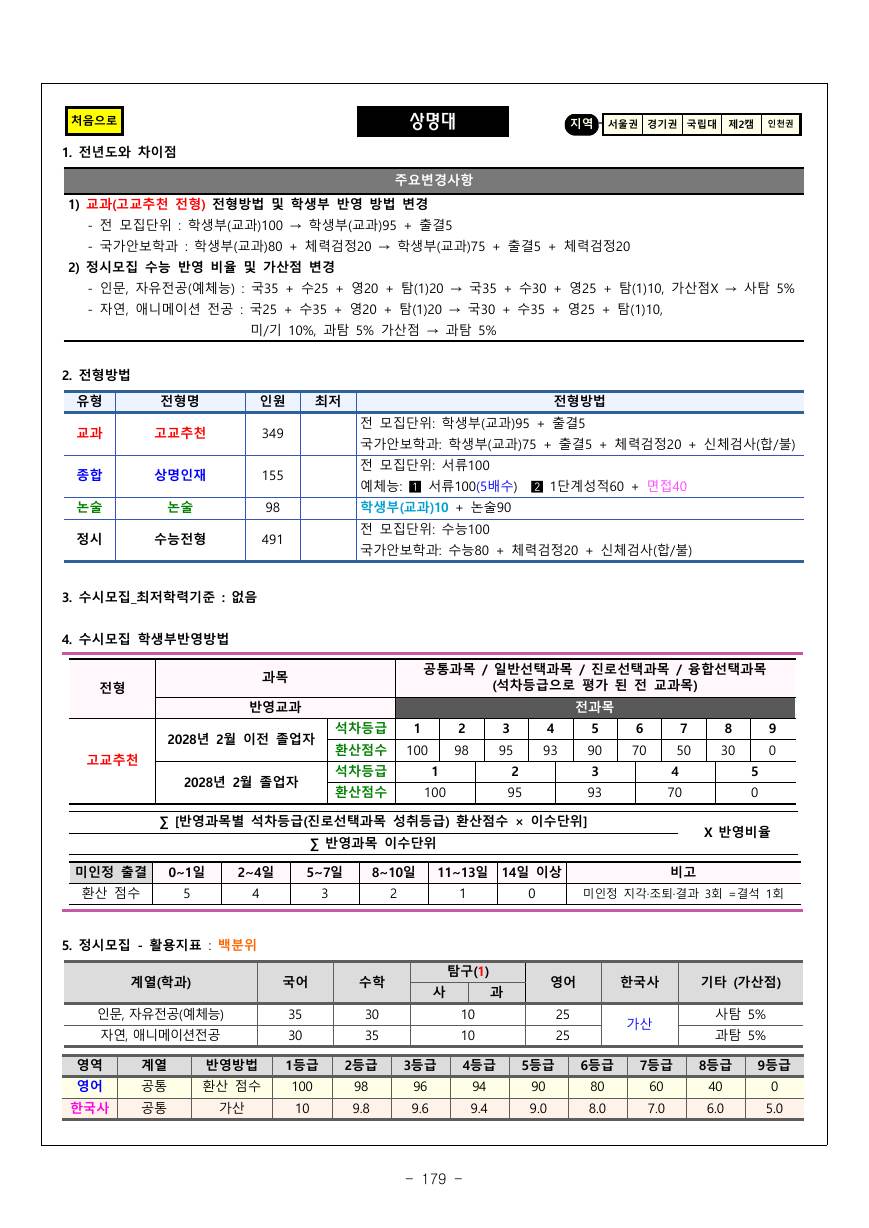 처음으로
상명대
지역 서울권 경기권 국립대 제2캠 인천권
1. 전년도와 차이점
주요변경사항
1) 교과(고교추천 전형) 전형방법 및 학생부 반영 방법 변경
- 전 모집단위 : 학생부(교과)100 → 학생부(교과)95 + 출결5
- 국가안보학과 : 학생부(교과)80 + 체력검정20 → 학생부(교과)75 + 출결5 + 체력검정20
2) 정시모집 수능 반영 비율 및 가산점 변경
- 인문, 자유전공(예체능) : 국35 + 수25 + 영20 + 탐(1)20 → 국35 + 수30 + 영25 + 탐(1)10, 가산점X → 사탐 5%
- 자연, 애니메이션 전공 : 국25 + 수35 + 영20 + 탐(1)20 → 국30 + 수35 + 영25 + 탐(1)10,
미/기 10%, 과탐 5% 가산점 → 과탐 5%
2. 전형방법
유형 전형명 인원 최저 전형방법
교과 고교추천 349 전 모집단위: 학생부(교과)95 + 출결5
국가안보학과: 학생부(교과)75 + 출결5 + 체력검정20 + 신체검사(합/불)
종합 상명인재 155 전 모집단위: 서류100
예체능: 1 서류100(5배수) 2 1단계성적60 + 면접40
논술 논술 98 학생부(교과)10 + 논술90
정시 수능전형 491 전 모집단위: 수능100
국가안보학과: 수능80 + 체력검정20 + 신체검사(합/불)
3. 수시모집_최저학력기준 : 없음
4. 수시모집 학생부반영방법
전형 과목 공통과목 / 일반선택과목 / 진로선택과목 / 융합선택과목
(석차등급으로 평가 된 전 교과목)
반영교과 전과목
고교추천 2028년 2월 이전 졸업자 석차등급 1 2 3 4 5 6 7 8 9
환산점수 100 98 95 93 90 70 50 30 0
2028년 2월 졸업자 석차등급 1 2 3 4 5
환산점수 100 95 93 70 0
∑ [반영과목별 석차등급(진로선택과목 성취등급) 환산점수 × 이수단위]
∑ 반영과목 이수단위
X 반영비율
미인정 출결 0~1일 2~4일 5~7일 8~10일 11~13일 14일 이상 비고
환산 점수 5 4 3 2 1 0 미인정 지각·조퇴·결과 3회 =결석 1회
5. 정시모집 - 활용지표 : 백분위
계열(학과) 국어 수학 탐구(1) 영어 한국사 기타 (가산점)
사 과
인문, 자유전공(예체능) 35 30 10 25 가산 사탐 5%
자연, 애니메이션전공 30 35 10 25 과탐 5%
영역 계열 반영방법 1등급 2등급 3등급 4등급 5등급 6등급 7등급 8등급 9등급
영어 공통 환산 점수 100 98 96 94 90 80 60 40 0
한국사 공통 가산 10 9.8 9.6 9.4 9.0 8.0 7.0 6.0 5.0
- 179 -